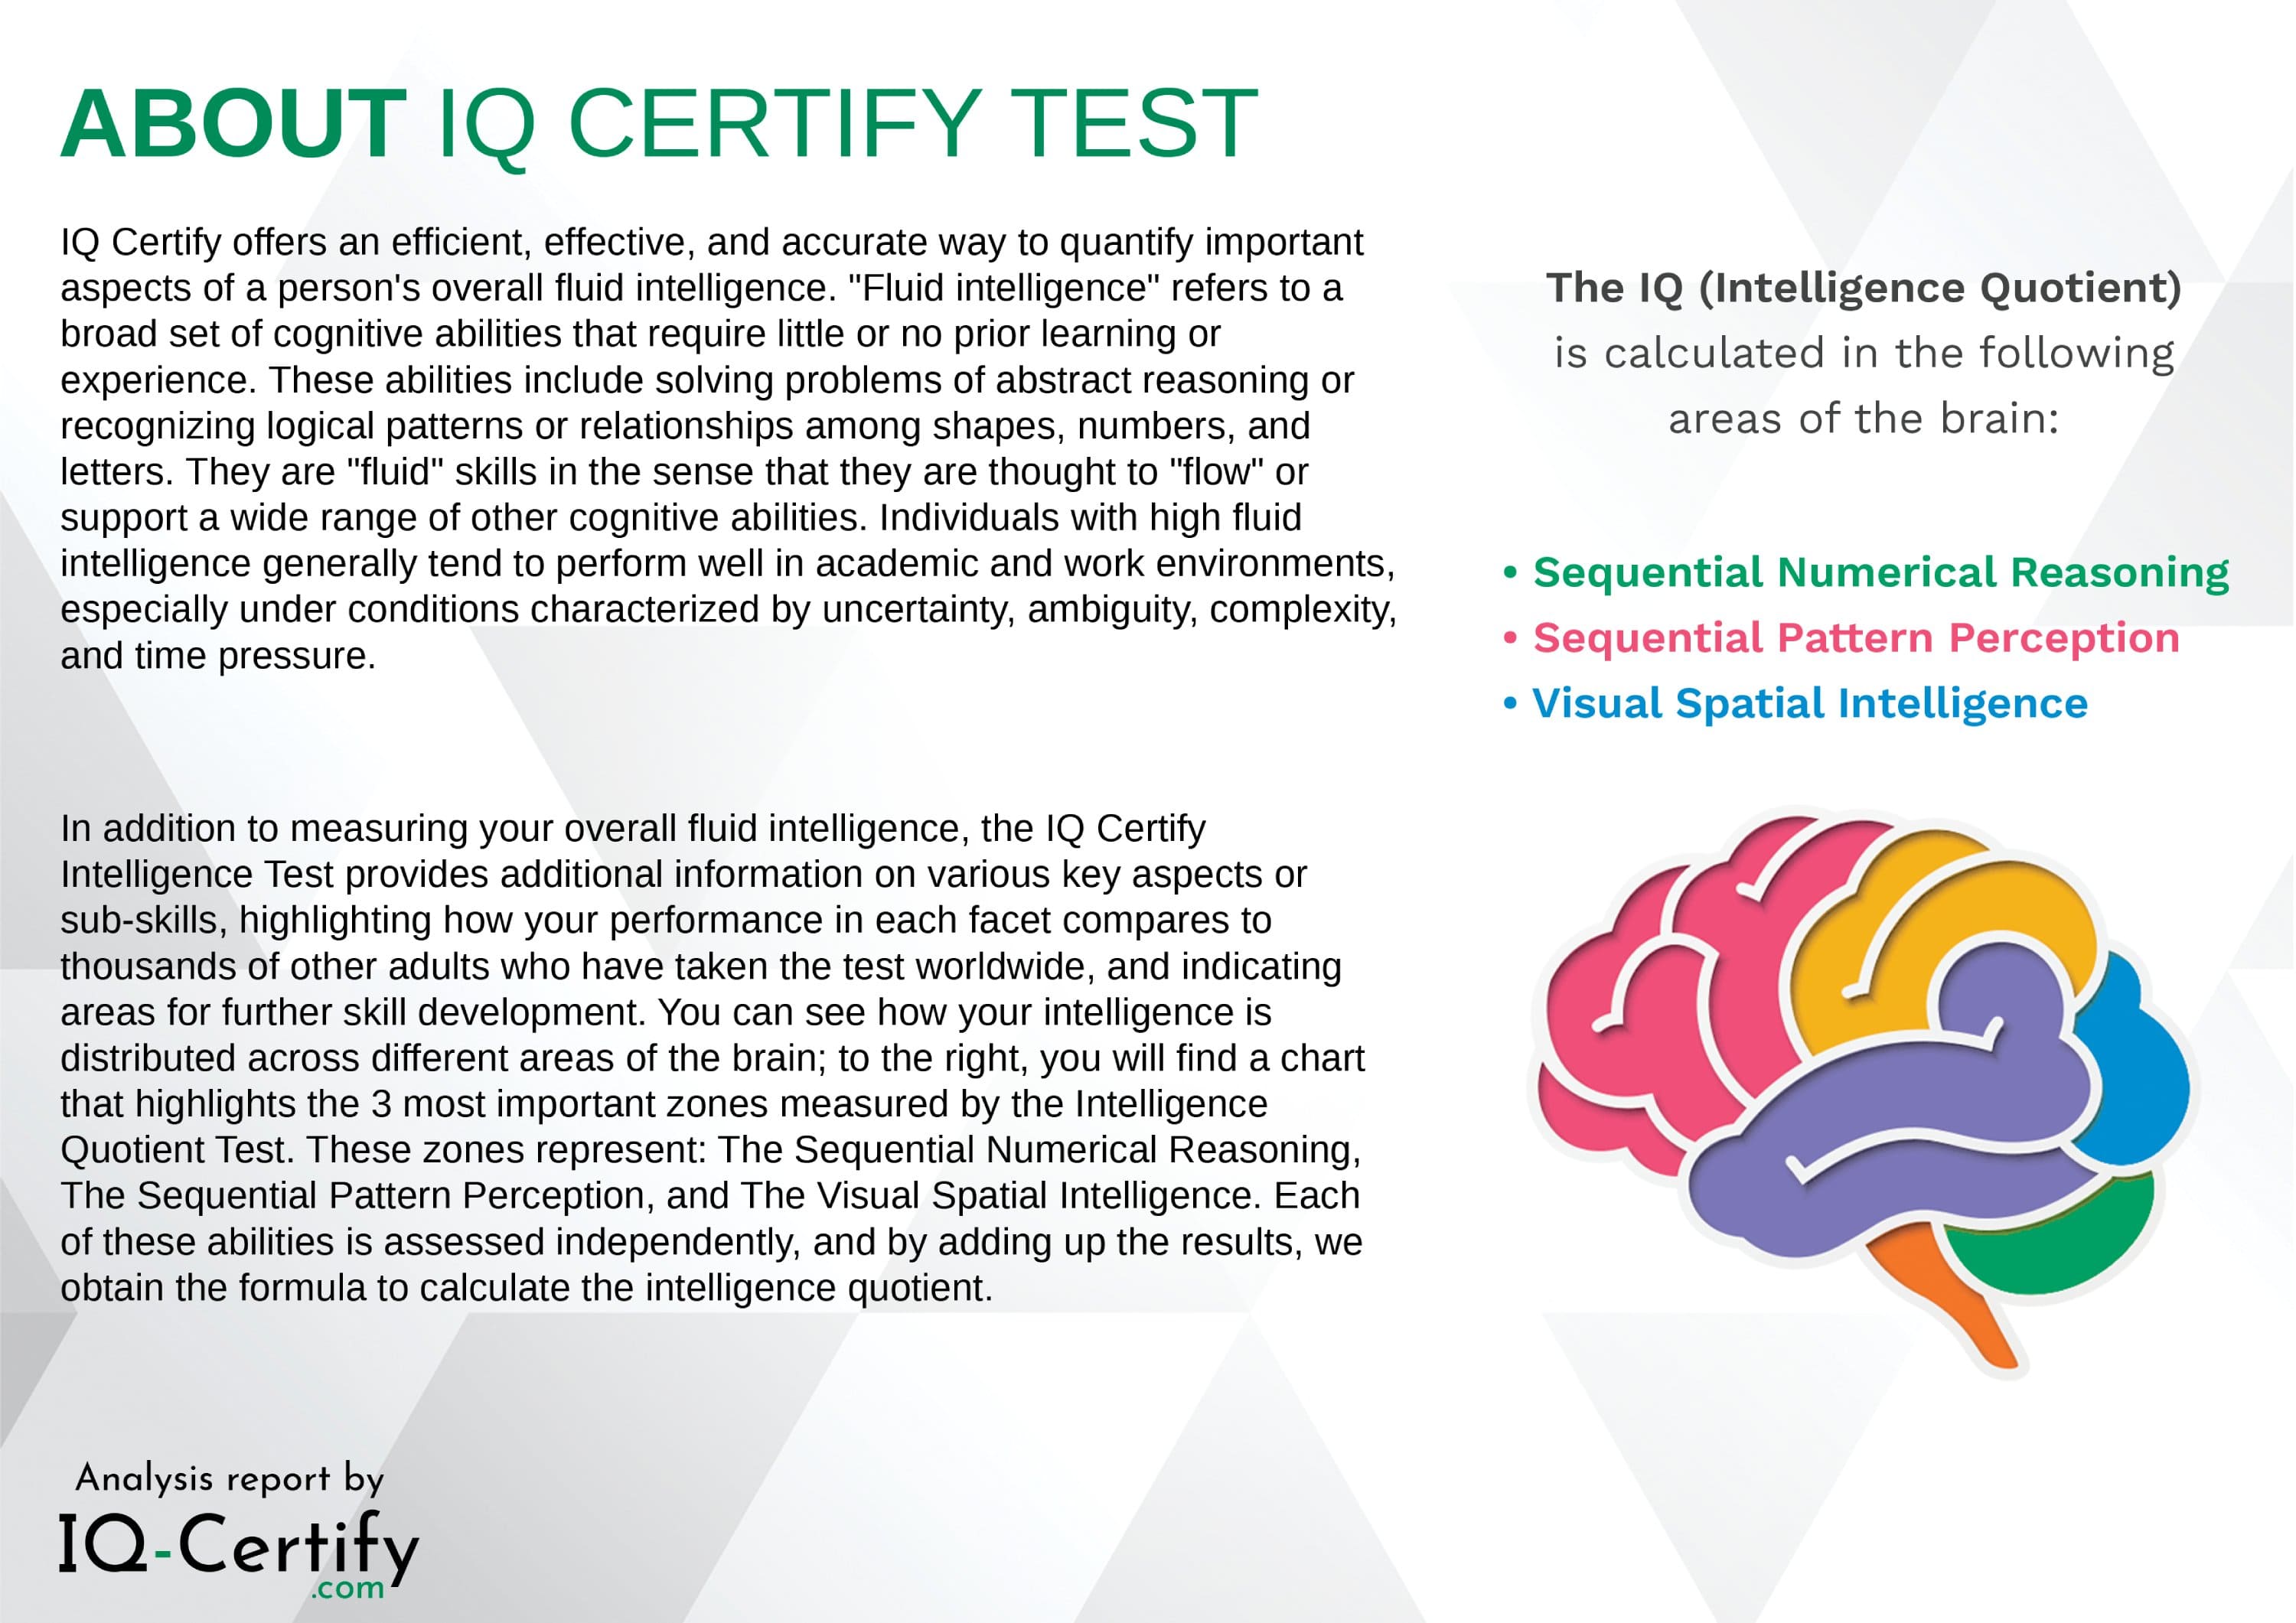 ABOUT IQ CERTIFY TEST
IQ Certify offers an efficient, effective, and accurate way to quantify important
aspects of a person's overall fluid intelligence. "Fluid intelligence" refers to a
broad set of cognitive abilities that require little or no prior learning or
experience. These abilities include solving problems of abstract reasoning or
recognizing logical patterns or relationships among shapes, numbers, and
letters. They are "fluid" skills in the sense that they are thought to "flow" or
support a wide range of other cognitive abilities. Individuals with high fluid
intelligence generally tend to perform well in academic and work environments,
especially under conditions characterized by uncertainty, ambiguity, complexity,
and time pressure.
In addition to measuring your overall fluid intelligence, the IQ Certify
Intelligence Test provides additional information on various key aspects or
sub-skills, highlighting how your performance in each facet compares to
thousands of other adults who have taken the test worldwide, and indicating
areas for further skill development. You can see how your intelligence is
distributed across different areas of the brain; to the right, you will find a chart
that highlights the 3 most important zones measured by the Intelligence
Quotient Test. These zones represent: The Sequential Numerical Reasoning,
The Sequential Pattern Perception, and The Visual Spatial Intelligence. Each
of these abilities is assessed independently, and by adding up the results, we
obtain the formula to calculate the intelligence quotient.
The IQ (Intelligence Quotient)
is calculated in the following
areas of the brain:
• Sequential Numerical Reasoning
• Sequential Pattern Perception
• Visual Spatial Intelligence
Analysis report by
IQ-Certify
.com